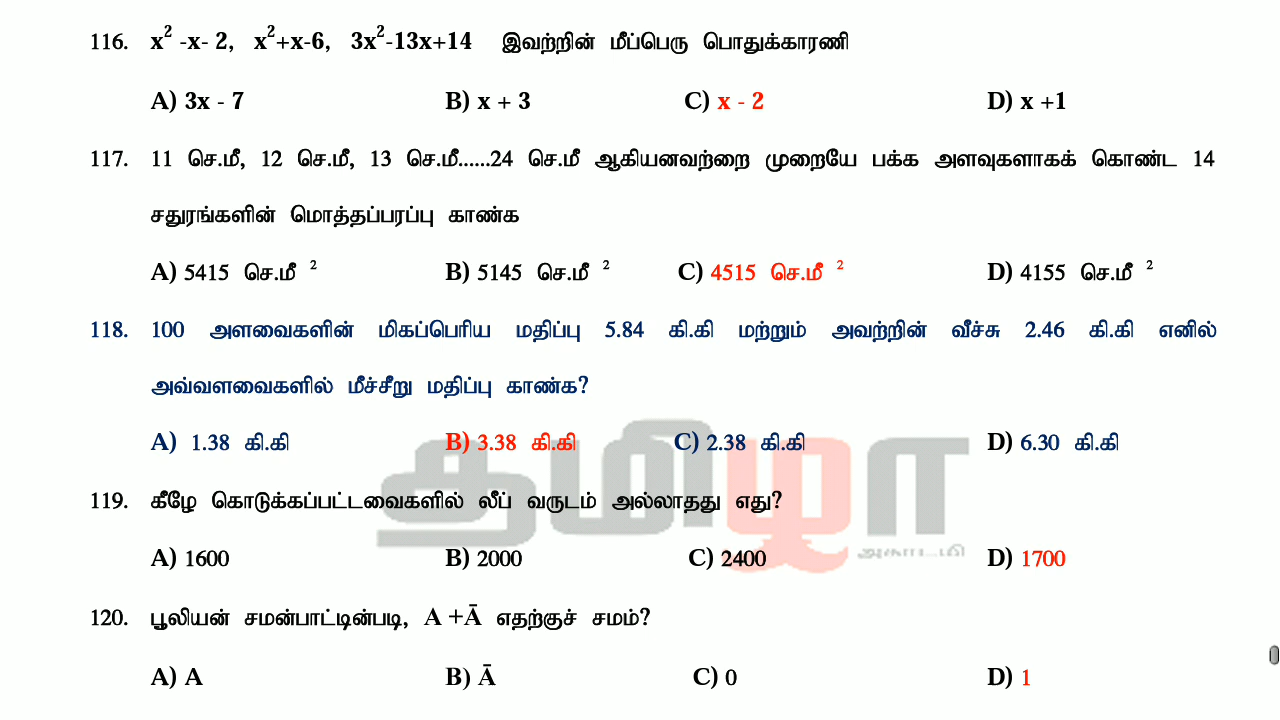 116. x² -x- 2, x²+x-6, 3x²-13x+14 இவற்றின் மீப்பெரு பொதுக்காரணி
A) 3x - 7 B) x + 3 C) x - 2 D) x +1
117. 11 செ.மீ, 12 செ.மீ, 13 செ.மீ......24 செ.மீ ஆகியனவற்றை முறையே பக்க அளவுகளாகக் கொண்ட 14
சதுரங்களின் மொத்தப்பரப்பு காண்க
A) 5415 செ.மீ ² B) 5145 செ.மீ ² C) 4515 செ.மீ ² D) 4155 செ.மீ ²
118. 100 அளவைகளின் மிகப்பெரிய மதிப்பு 5.84 கி.கி மற்றும் அவற்றின் வீச்சு 2.46 கி.கி எனில்
அவ்வளவைகளில் மீச்சீறு மதிப்பு காண்க?
A) 1.38 கி.கி B) 3.38 கி.கி C) 2.38 கி.கி D) 6.30 கி.கி
தமிழா
119. கீழே கொடுக்கப்பட்டவைகளில் லீப் வருடம் அல்லாதது எது?
அகாடமி
A) 1600 B) 2000 C) 2400 D) 1700
120. பூலியன் சமன்பாட்டின்படி, A +Ā எதற்குச் சமம்?
A) A B) Ā C) 0 D) 1